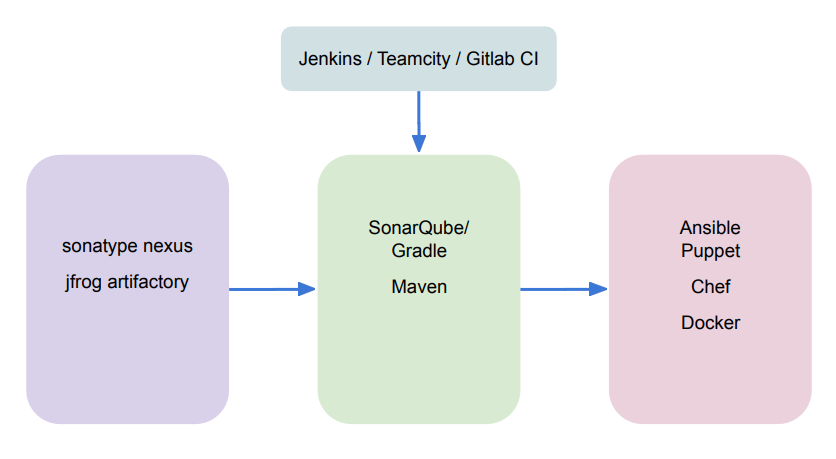 Jenkins / Teamcity / Gitlab CI
sonatype nexus
jfrog artifactory
SonarQube/
Gradle
Maven
Ansible
Puppet
Chef
Docker